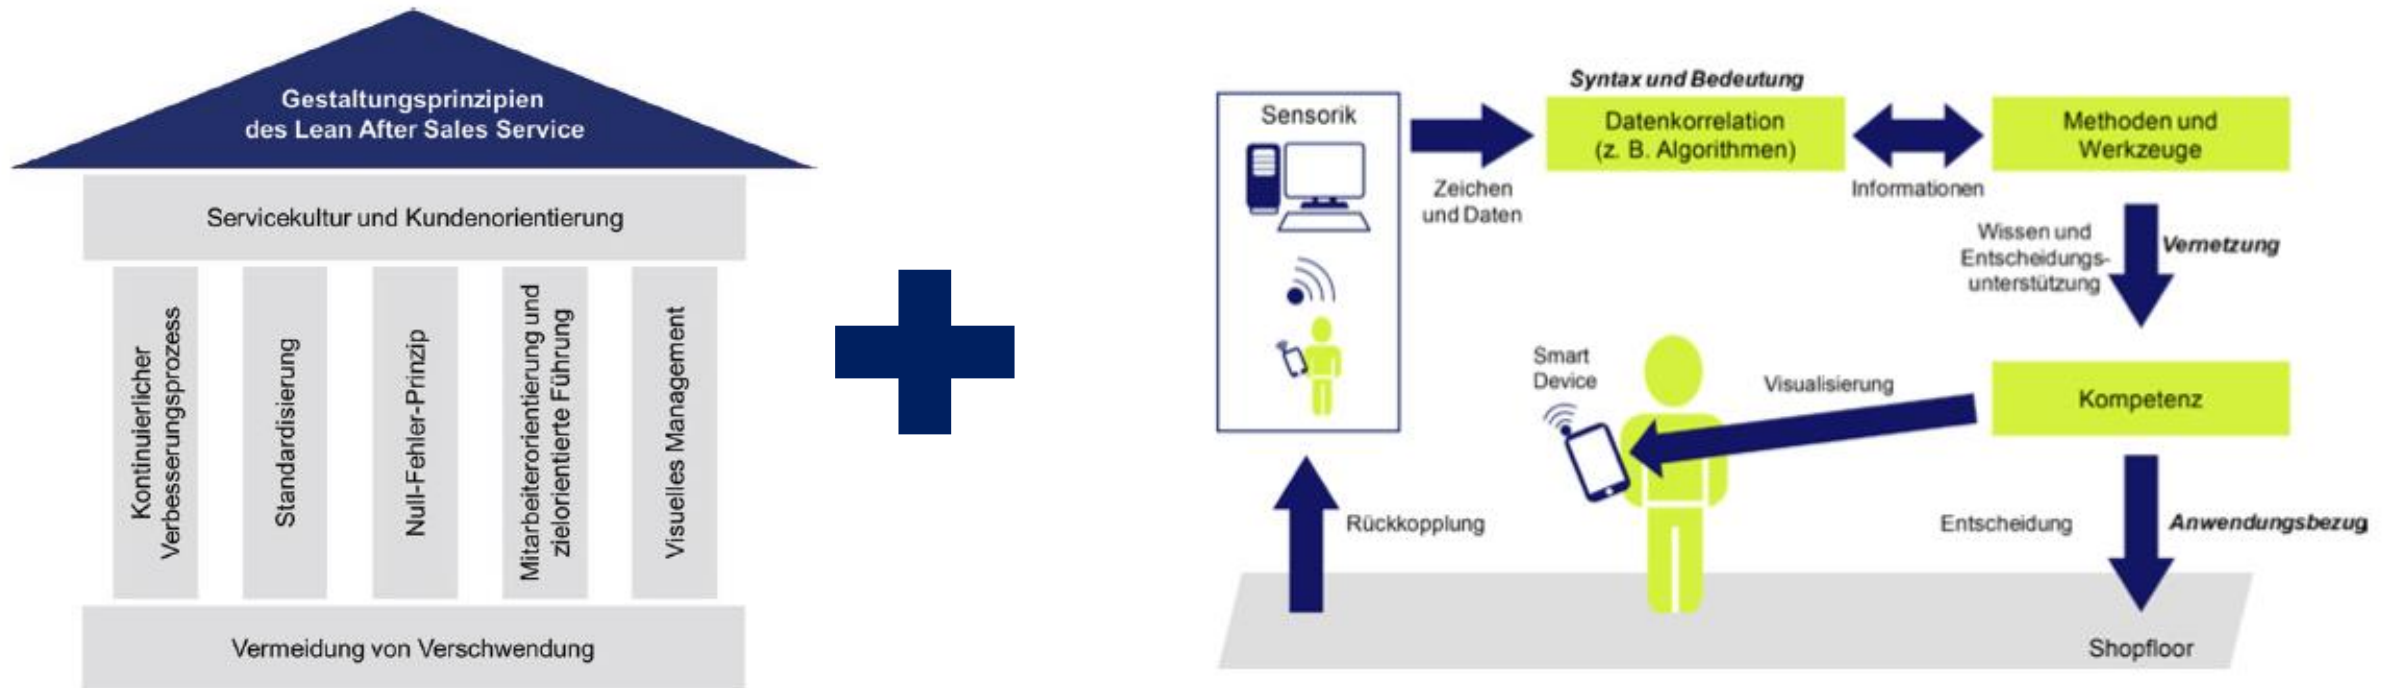 Gestaltungsprinzipien
des Lean After Sales Service
Servicekultur und Kundenorientierung
Kontinuierlicher
Verbesserungsprozess
Standardisierung
Null-Fehler-Prinzip
Mitarbeiterorientierung und
zielorientierte Führung
Visuelles Management
Vermeidung von Verschwendung
Sensorik
Zeichen
und Daten
Syntax und Bedeutung
Datenkorrelation
(z. B. Algorithmen)
Informationen
Methoden und
Werkzeuge
Wissen und
Entscheidungs-
unterstützung
Vernetzung
Kompetenz
Visualisierung
Smart
Device
Entscheidung
Anwendungsbezug
Rückkopplung
Shopfloor